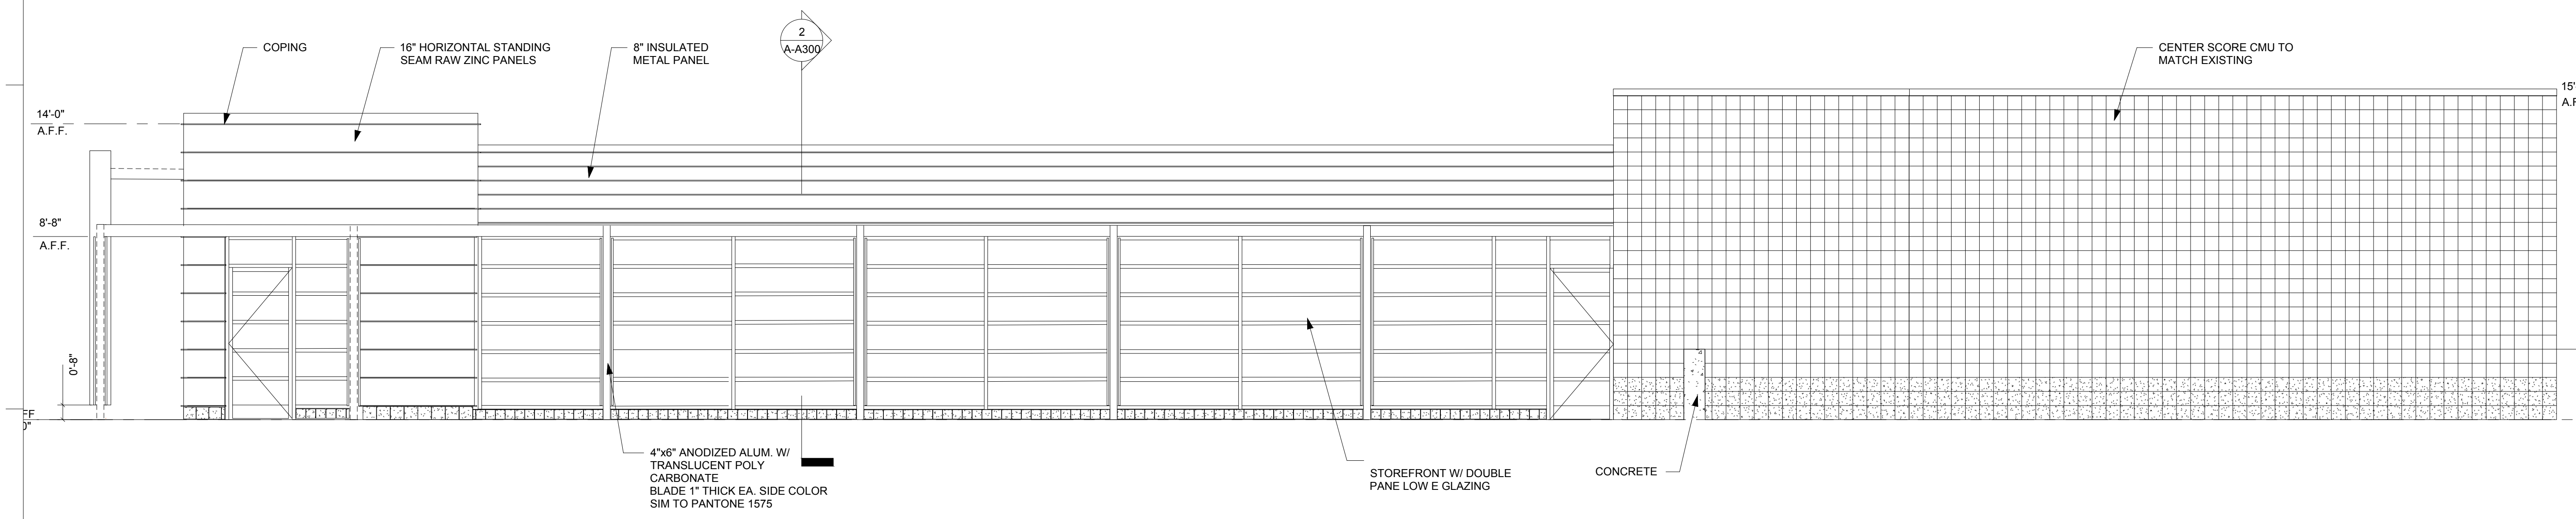 COPING
16" HORIZONTAL STANDING
SEAM RAW ZINC PANELS
8" INSULATED
METAL PANEL
2
A-A300
CENTER SCORE CMU TO
MATCH EXISTING
14'-0"
A.F.F.
15'
8'-8"
A.F.F.
0'-8"
4"x6" ANODIZED ALUM. W/
TRANSLUCENT POLY
CARBONATE
BLADE 1" THICK EA. SIDE COLOR
SIM TO PANTONE 1575
STOREFRONT W/ DOUBLE
PANE LOW E GLAZING
CONCRETE